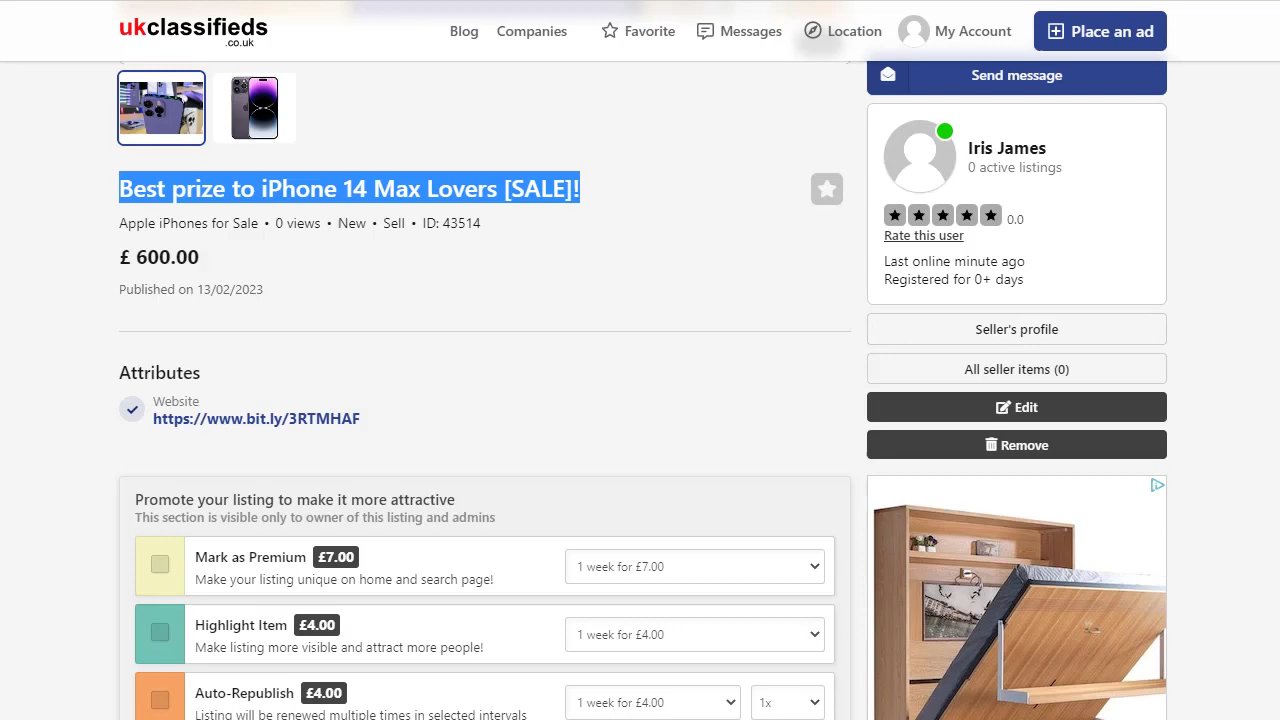 ukclassifieds
.co.uk
Blog
Companies
Favorite
Messages
Location
My Account
Place an ad
Send message
Iris James
0 active listings
0.0
Rate this user
Last online minute ago
Registered for 0+ days
Best prize to iPhone 14 Max Lovers [SALE]!
Apple iPhones for Sale • 0 views • New • Sell • ID: 43514
£ 600.00
Published on 13/02/2023
Seller's profile
All seller items (0)
Edit
Remove
Attributes
Website
https://www.bit.ly/3RTMHAF
Promote your listing to make it more attractive
This section is visible only to owner of this listing and admins
Mark as Premium £7.00
Make your listing unique on home and search page!
1 week for £7.00
Highlight Item £4.00
Make listing more visible and attract more people!
1 week for £4.00
Auto-Republish £4.00
Listing will be renewed multiple times in selected intervals
1 week for £4.00
1x